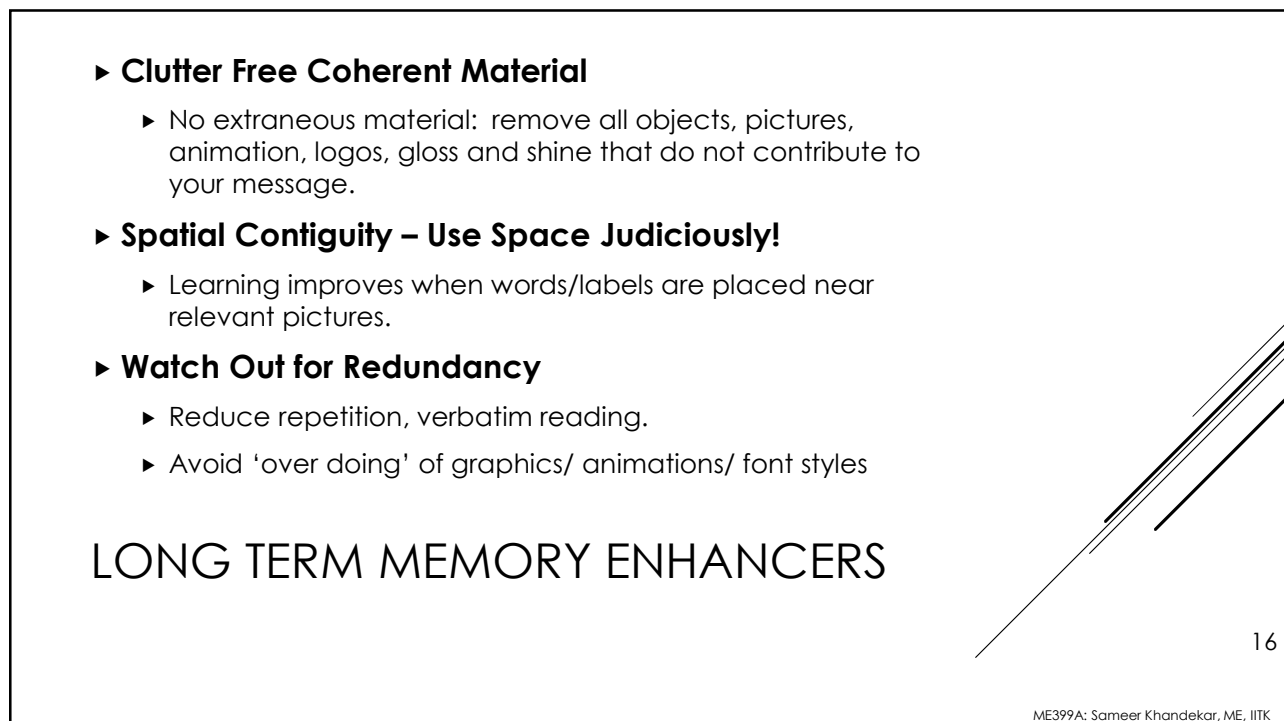 ▶ Clutter Free Coherent Material
▶ No extraneous material: remove all objects, pictures,
animation, logos, gloss and shine that do not contribute to
your message.
▶ Spatial Contiguity – Use Space Judiciously!
▶ Learning improves when words/labels are placed near
relevant pictures.
▶ Watch Out for Redundancy
▶ Reduce repetition, verbatim reading.
▶ Avoid ‘over doing’ of graphics/ animations/ font styles
LONG TERM MEMORY ENHANCERS
16
ME399A: Sameer Khandekar, ME, IITK